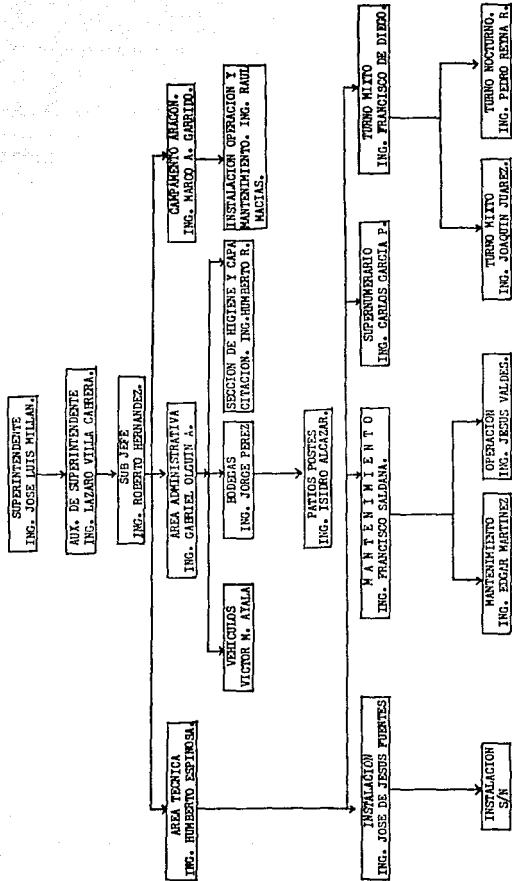 SUPERINTENDENTE
ING. JOSE LUIS MILLAN.
AUX. DE SUPERINTENDENTE
ING. LAZARO VILLA CABRERA.
SUB JEFE
ING. ROBERTO HERNANDEZ.
AREA TECNICA
ING. HUMBERTO ESPINOSA.
AREA ADMINISTRATIVA
ING. GABRIEL OLGUIN A.
CAMPAMENTO ARAGON.
ING. MARCO A. GARRIDO.
VEHICULOS
VICTOR M. AYALA
BODEGAS
ING. JORGE PEREZ
SECCION DE HIGIENE Y CAPA
CITACION. ING.HUMBERTO R.
INSTALACION OPERACION Y
MANTENIMIENTO. ING. RAUL
MACIAS.
PATIOS POSTES
ING. ISIDRO ALCAZAR.
INSTALACION
ING. JOSE DE JESUS FUENTES
M A N T E N I M I E N T O
ING. FRANCISCO SALDANA.
SUPERNUMERARIO
ING. CARLOS GARCIA P.
TURNO MIXTO
ING. FRANCISCO DE DIEGO.
INSTALACION
S/N
MANTENIMIENTO
ING. EDGAR MARTINEZ
OPERACION
ING. JESUS VALDES.
TURNO MIXTO
ING. JOAQUIN JUAREZ.
TURNO NOCTURNO.
ING. PEDRO REYNA R.